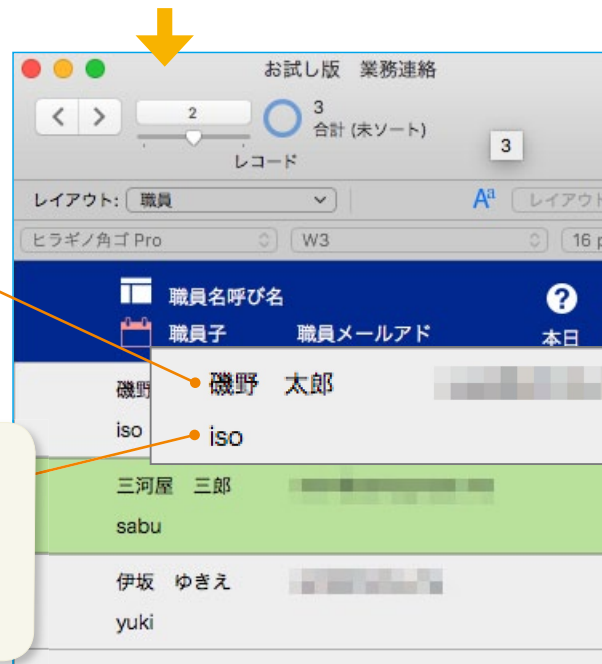 お試し版　業務連絡
2
3
合計 (未ソート)
レコード
3
レイアウト: 職員
Aa レイアウト
ヒラギノ角ゴ Pro
W3
16 p
職員名呼び名
?
職員子
職員メールアド
本日
磯野
磯野　太郎
iso
iso
三河屋　三郎
sabu
伊坂　ゆきえ
yuki